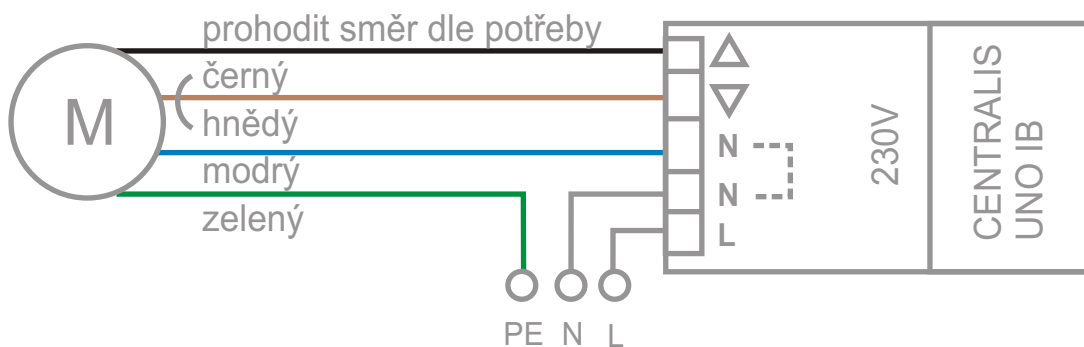 prohodit směr dle potřeby
černý
hnědý
modrý
zelený
M
N
N
L
230V
CENTRALIS
UNO IB
PE N L